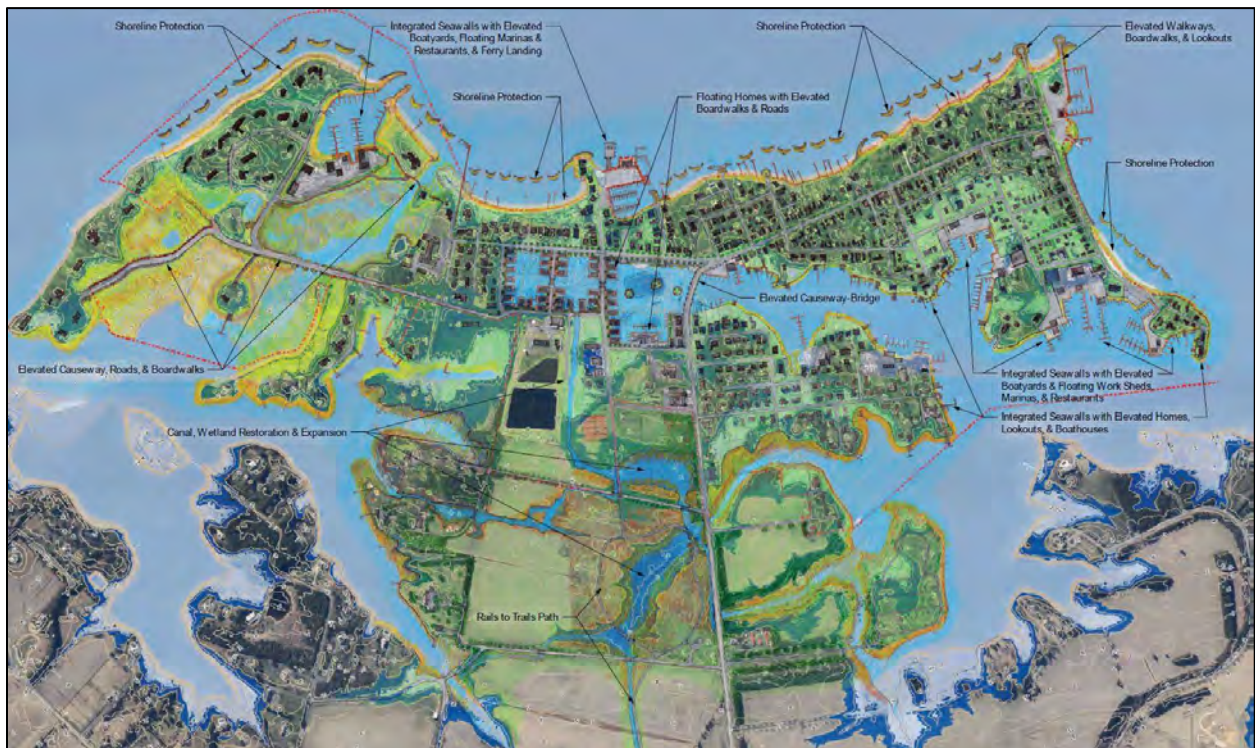 Shoreline Protection
Integrated Seawalls with Elevated
Boatyards, Floating Marinas &
Restaurants, & Ferry Landing
Shoreline Protection
Elevated Walkways,
Boardwalks, & Lookouts
Shoreline Protection
Floating Homes with Elevated
Boardwalks & Roads
Shoreline Protection
Elevated Causeway-Bridge
Elevated Causeway, Roads, & Boardwalks
Integrated Seawalls with Elevated
Boatyards & Floating Work Sheds,
Marinas, & Restaurants
Integrated Seawalls with Elevated Homes,
Lookouts, & Boathouses
Canal, Wetland Restoration & Expansion
Rails to Trails Path